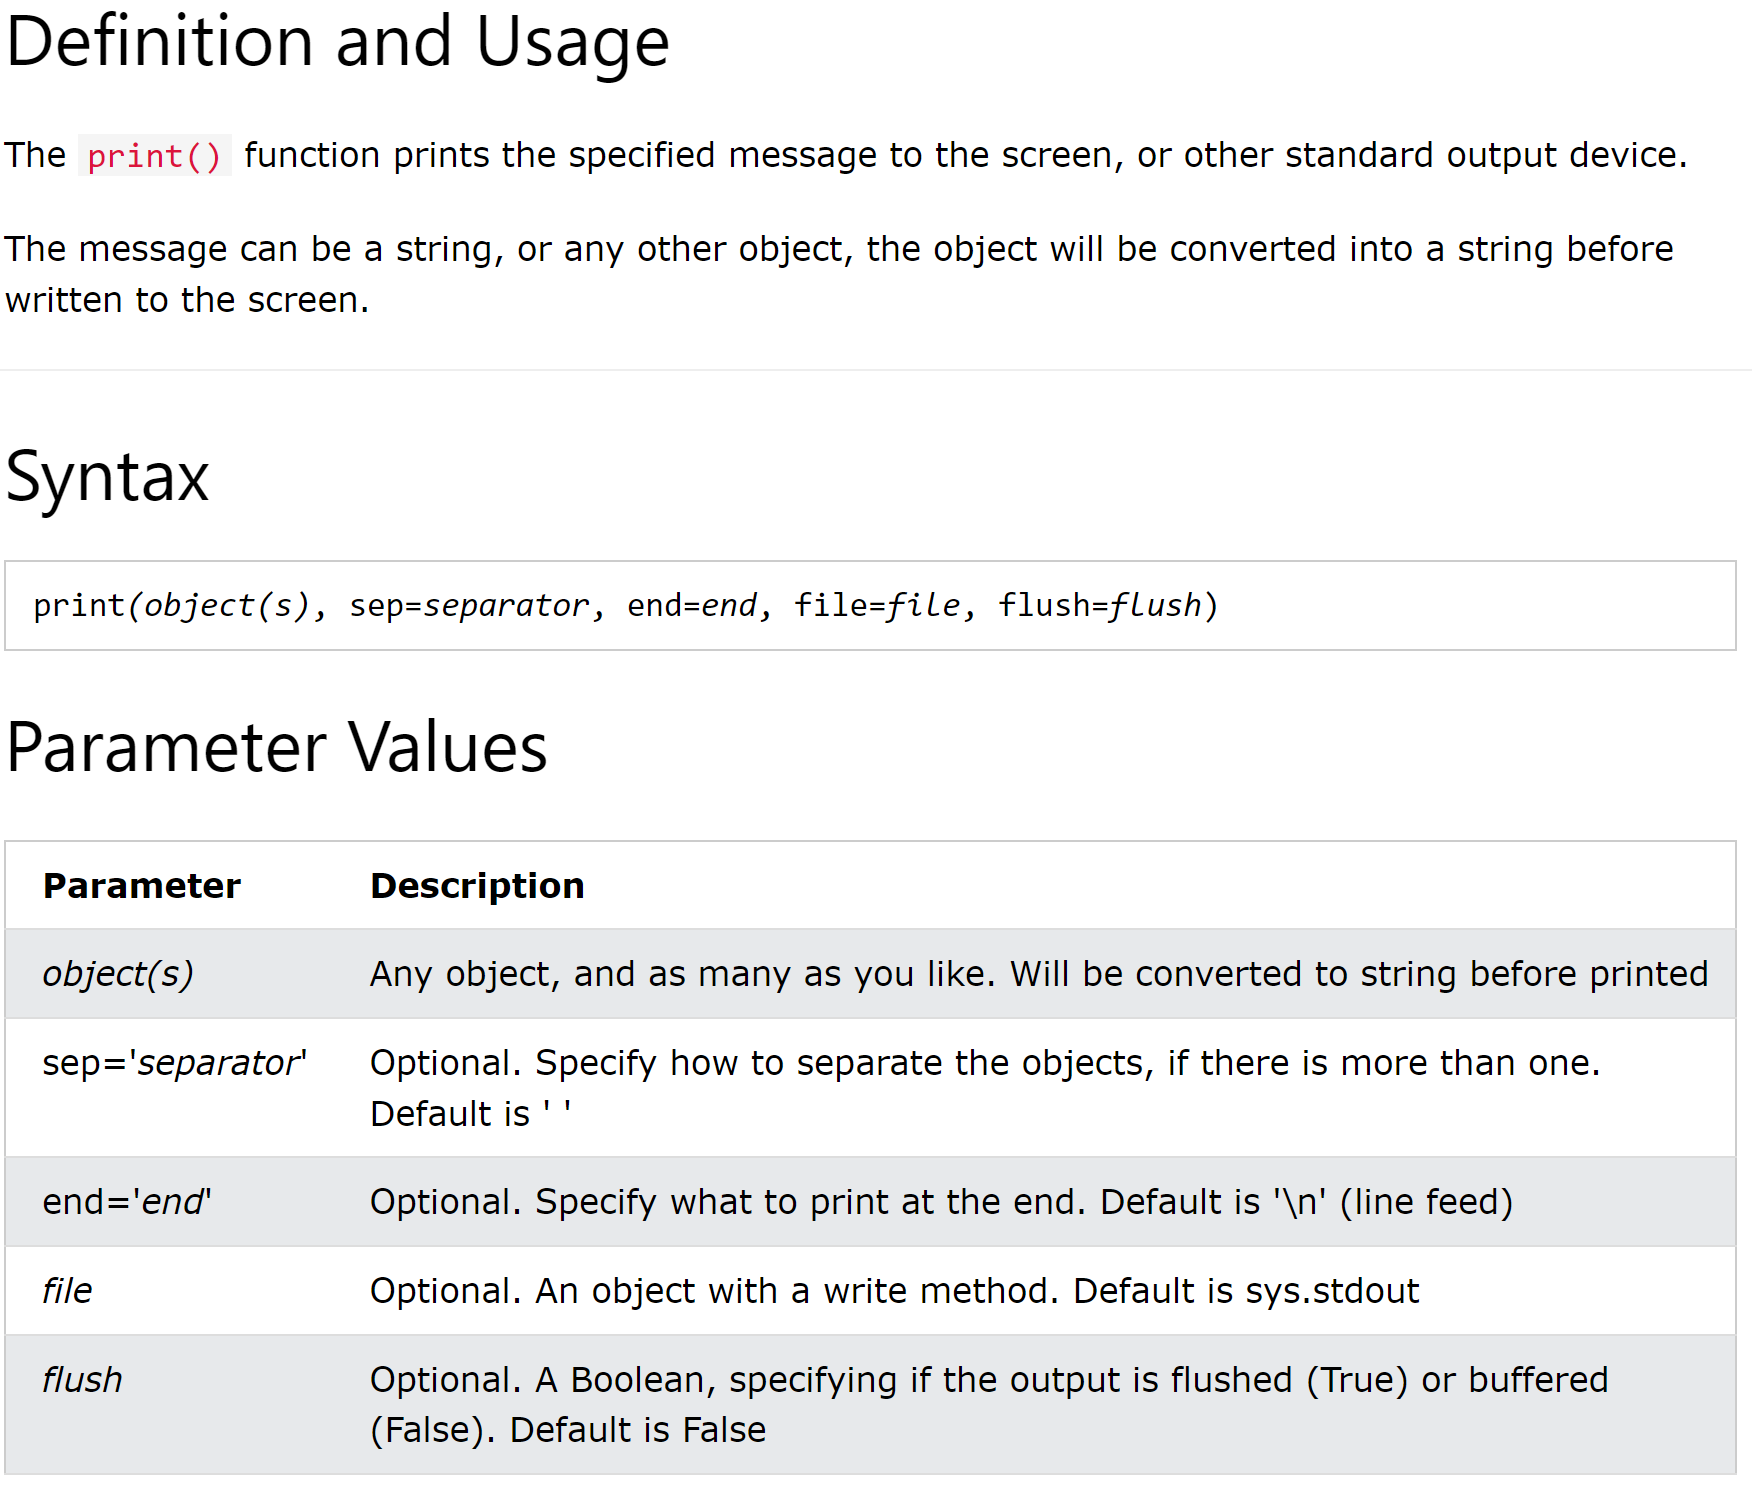 Definition and Usage
The print() function prints the specified message to the screen, or other standard output device.
The message can be a string, or any other object, the object will be converted into a string before
written to the screen.
Syntax
print(object(s), sep=separator, end=end, file=file, flush=flush)
Parameter Values
Parameter Description
object(s) Any object, and as many as you like. Will be converted to string before printed
sep='separator' Optional. Specify how to separate the objects, if there is more than one.
Default is ' '
end='end' Optional. Specify what to print at the end. Default is '\n' (line feed)
file Optional. An object with a write method. Default is sys.stdout
flush Optional. A Boolean, specifying if the output is flushed (True) or buffered
(False). Default is False